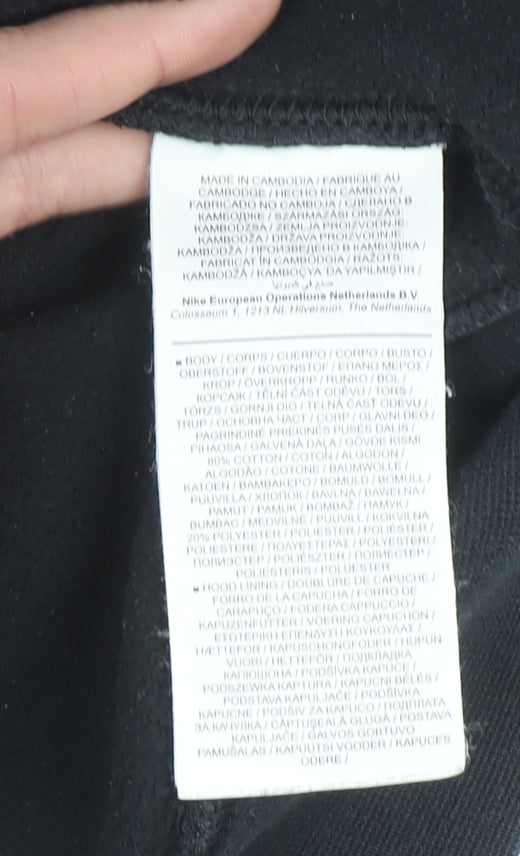 MADE IN CAMBODIA / FABRIQUE AU
CAMBODGE / HECHO EN CAMBOYA /
FABRICADO NO CAMBOJA / СДЕЛАНО В
КАМБОДЖЕ / SZÁRMAZÁSI ORSZÁG:
KAMBODZSA / ZEMLJA PROIZVODNJE:
KAMBODŽA / DRŽAVA PROIZVODNJE:
KAMBODŽA / ПРОИЗВЕДЕНО В КАМБОДЖА /
FABRICAT ÎN CAMBODGIA / RAŽOTS
KAMBODŽĀ / KAMBOÇYA 'DA YAPILMIŞTIR /
صنع في كمبوديا
Nike European Operations Netherlands B.V.
Colosseum 1, 1213 NL Hilversum, The Netherlands
■ BODY / CORPS / CUERPO / CORPO / BUSTO /
OBERSTOFF / BOVENSTOF / ΕΠΑΝΩ ΜΕΡΟΣ /
KROP / ÖVERKROPP / RUNKO / BOL /
КОРСАЖ / TĚLNÍ ČÁST ODĚVU / TORS /
TÖRZS / GORNJI DIO / TELNÁ ČASŤ ODEVU /
TRUP / ОСНОВНА ЧАСТ / CORP / GLAVNI DEO /
PAGRINDINĖ PRIEKINĖS PUSĖS DALIS /
PIHAOSA / GALVENĀ DAĻA / GÖVDE KISMI
80% COTTON / COTON / ALGODON /
ALGODÃO / COTONE / BAUMWOLLE /
KATOEN / ΒΑΜΒΑΚΕΡΟ / BOMULD / BOMULL /
PUUVILLA / ХЛОПОК / BAVLNA / BAWEŁNA /
PAMUT / PAMUK / BOMBAŽ / ПАМУК /
BUMBAC / MEDVILNĖ / PUUVILL / KOKVILNA
20% POLYESTER / POLIESTER / POLIÉSTER /
POLIESTERE / ΠΟΛΥΕΣΤΕΡΑΣ / POLYESTERI /
ПОЛИЭСТЕР / POLIÉSZTER / ПОЛИЕСТЕР /
POLIESTERIS / POLÜESTER
■ HOOD LINING / DOUBLURE DE CAPUCHE /
FORRO DE LA CAPUCHA / FORRO DE
CARAPUÇO / FODERA CAPPUCCIO /
KAPUZENFUTTER / VOERING CAPUCHON /
ΕΣΩΤΕΡΙΚΗ ΕΠΕΝΔΥΣΗ ΚΟΥΚΟΥΛΑΣ /
HÆTTEFOR / KAPUSCHONGFODER / HUPUN
VUORI / HETTEFÔR / ПОДКЛАДКА
КАПЮШОНА / PODŠÍVKA KAPUCE /
PODSZEWKA KAPTURA / KAPUCNI BÉLÉS /
PODSTAVA KAPULJAČE / PODŠÍVKA
KAPUCNE / PODŠIV ZA KAPUCO / ПОДПЛАТА
ЗА КАЧУЛКА / CĂPTUŞEALĂ GLUGĂ / POSTAVA
KAPULJAČE / GALVOS GOBTUVO
PAMUŠALAS / KAPUUTSI VOODER / KAPUCES
ODERE /